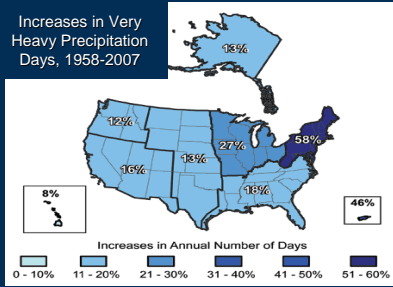 Increases in Very
Heavy Precipitation
Days, 1958-2007
13%
12%
58%
27%
13%
16%
18%
8%
46%
Increases in Annual Number of Days
0 - 10%
11 - 20%
21 - 30%
31 - 40%
41 - 50%
51 - 60%